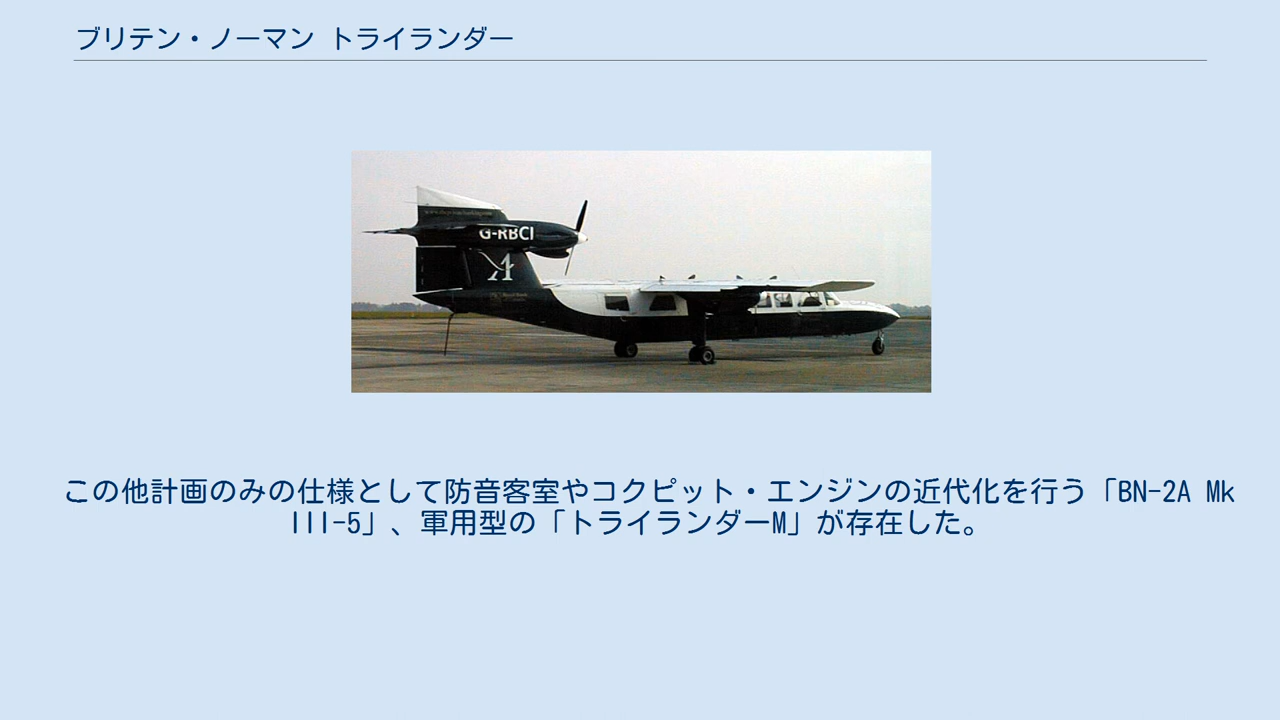 ブリテン・ノーマン トライランダー
G-RBCI
この他計画のみの仕様として防音客室やコクピット・エンジンの近代化を行う「BN-2A Mk
III-5」、軍用型の「トライランダーM」が存在した。